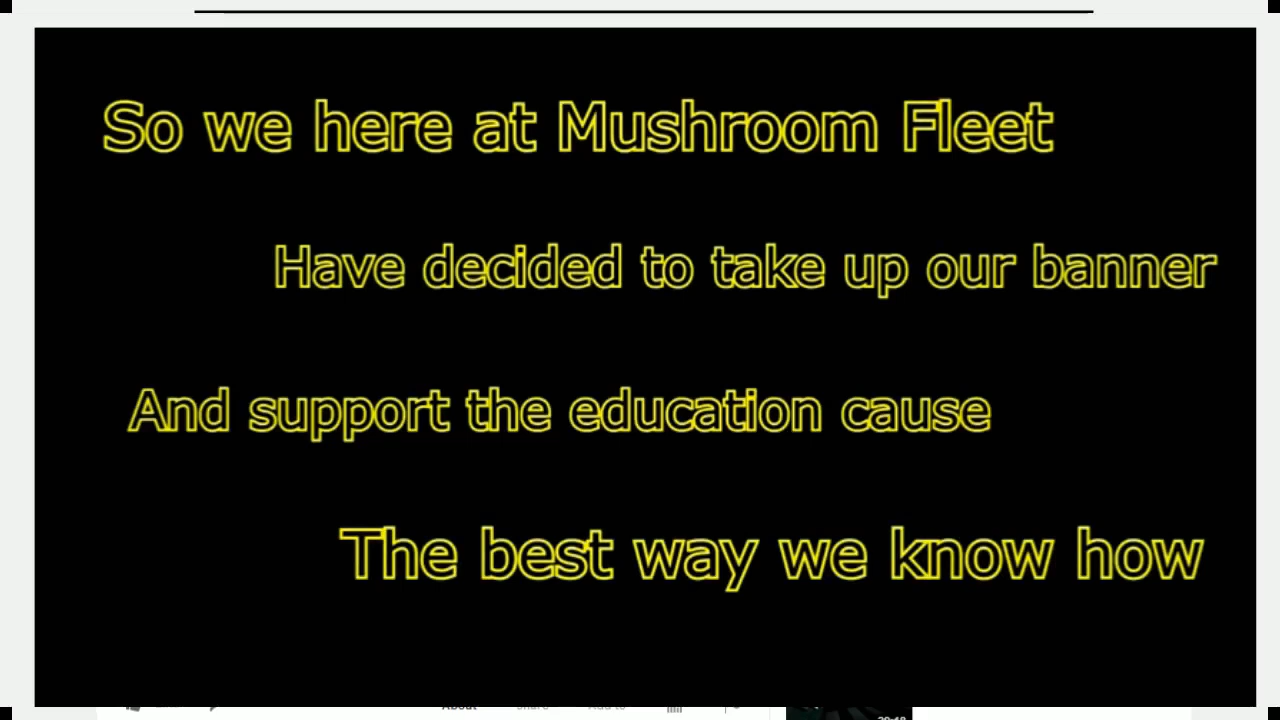 So we here at Mushroom Fleet
Have decided to take up our banner
And support the education cause
The best way we know how